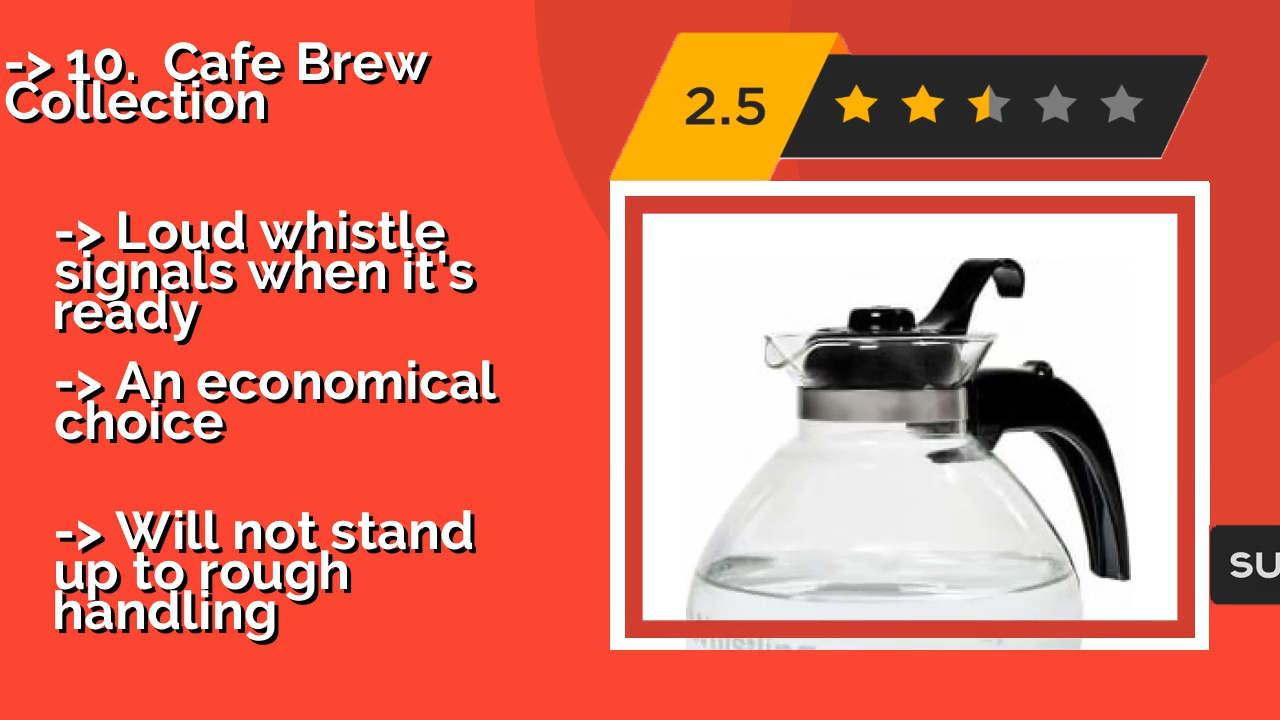 -> 10.  Cafe Brew
Collection
2.5
-> Loud whistle
signals when it's
ready
-> An economical
choice
-> Will not stand
up to rough
handling
SU